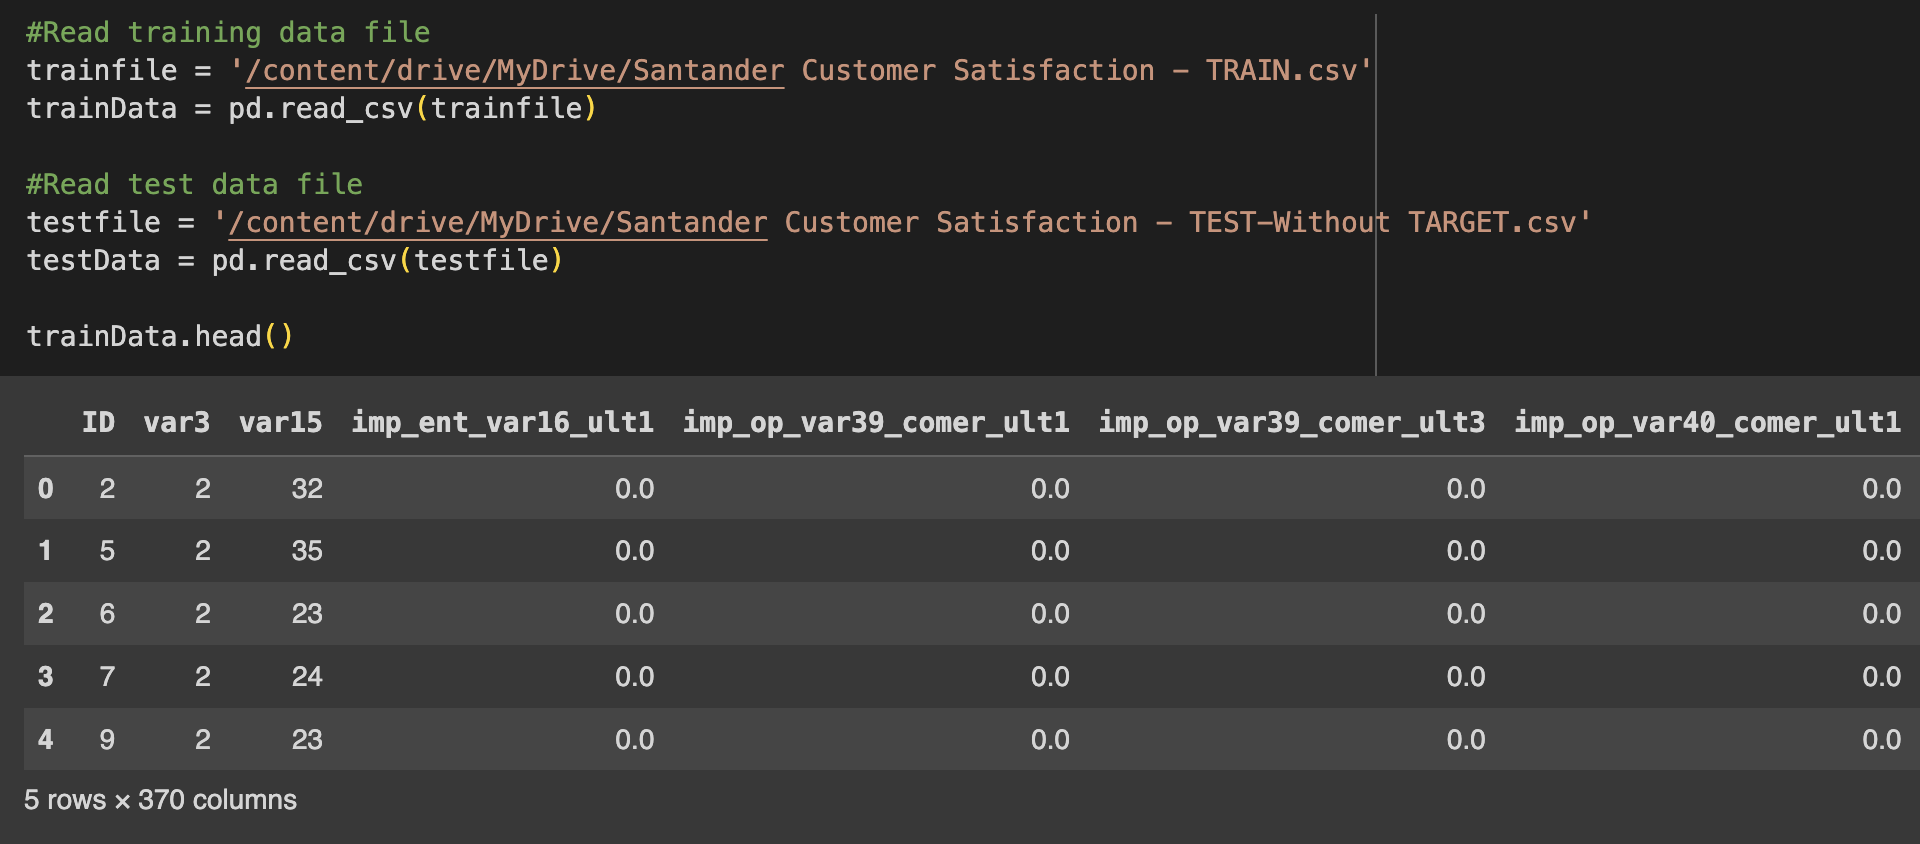 #Read training data file
trainfile = '/content/drive/MyDrive/Santander Customer Satisfaction - TRAIN.csv'
trainData = pd.read_csv(trainfile)
#Read test data file
testfile = '/content/drive/MyDrive/Santander Customer Satisfaction - TEST-Without TARGET.csv'
testData = pd.read_csv(testfile)
trainData.head()
ID var3 var15 imp_ent_var16_ult1 imp_op_var39_comer_ult1 imp_op_var39_comer_ult3 imp_op_var40_comer_ult1
0 2 2 32 0.0 0.0 0.0 0.0
1 5 2 35 0.0 0.0 0.0 0.0
2 6 2 23 0.0 0.0 0.0 0.0
3 7 2 24 0.0 0.0 0.0 0.0
4 9 2 23 0.0 0.0 0.0 0.0
5 rows × 370 columns